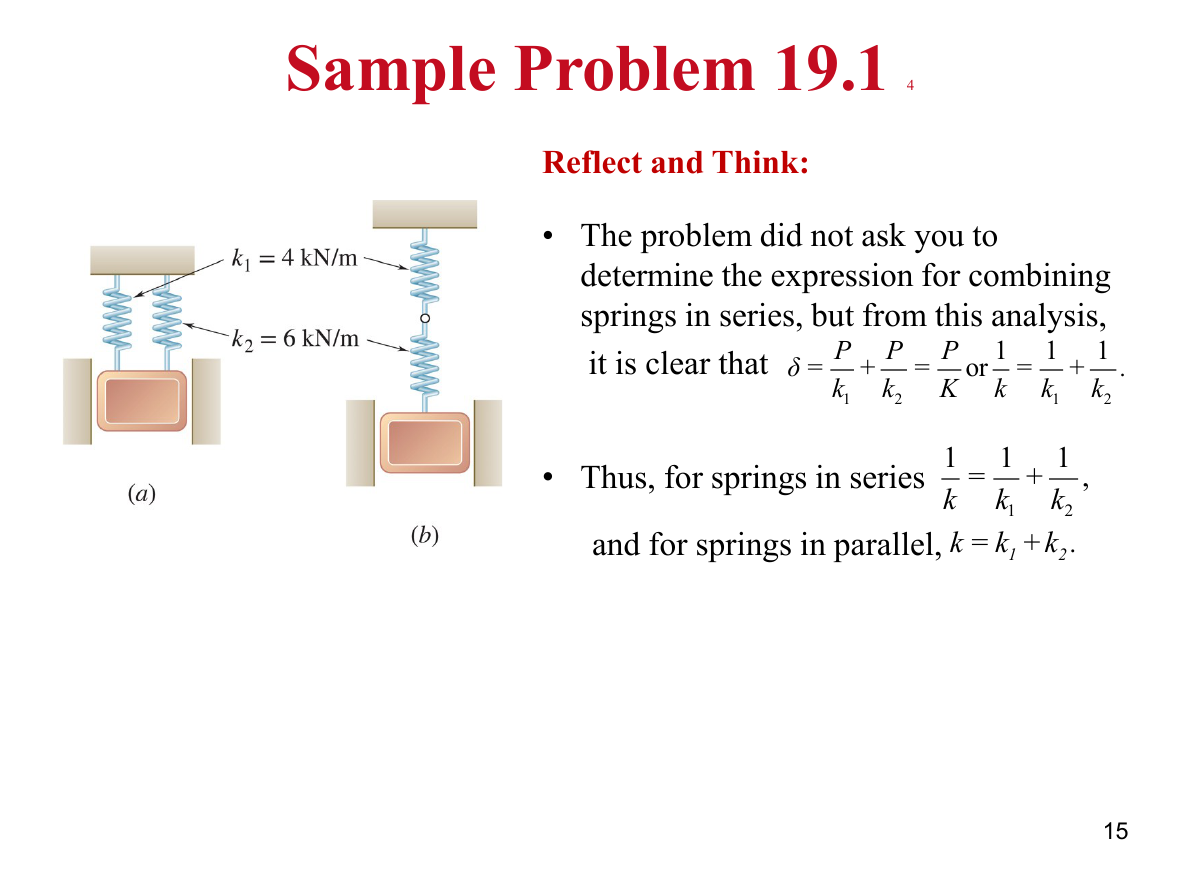 Sample Problem 19.1 4
Reflect and Think:
• The problem did not ask you to
determine the expression for combining
springs in series, but from this analysis,
it is clear that δ = P/k₁ + P/k₂ = P/K or 1/k = 1/k₁ + 1/k₂.
• Thus, for springs in series 1/k = 1/k₁ + 1/k₂,
and for springs in parallel, k = k₁ + k₂.
k₁ = 4 kN/m
k₂ = 6 kN/m
(a)
(b)
15